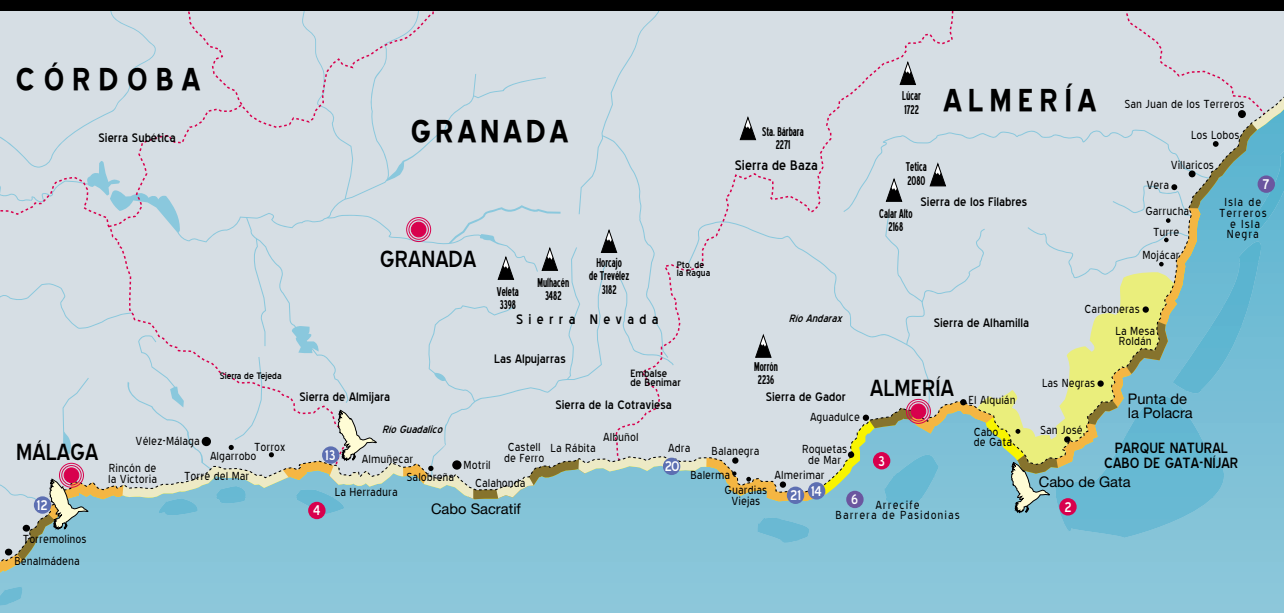 CÓRDOBA
Sierra Subética
GRANADA
ALMERÍA
Lúcar
1722
San Juan de los Terreros
Los Lobos
Sta. Bárbara
2271
Sierra de Baza
Tetica
2080
Villaricos
Vera
7
Isla de
Terreros
e Isla
Negra
Calar Alto
2168
Sierra de los Filabres
Garrucha
Turre
Mojácar
GRANADA
Veleta
3398
Mulhacén
3482
Horcajo
de Trevélez
3182
Pto. de
la Ragua
Sierra Nevada
Rio Andarax
Sierra de Alhamilla
Carboneras
La Mesa
Roldán
Las Alpujarras
Morrón
2236
Sierra de Tejeda
Embalse
de Benimar
Sierra de Almijara
Sierra de la Cotraviesa
Sierra de Gador
ALMERÍA
El Alquián
Las Negras
Punta de
la Polacra
Aguadulce
Rio Guadalico
MÁLAGA
Vélez-Málaga
Algarrobo
Torrox
13
Almuñecar
Motril
Salobreña
Castell
de Ferro
La Rábita
Albuñol
Adra
20
Balanegra
Roquetas
de Mar
3
Cabo
de Gata
San José
PARQUE NATURAL
CABO DE GATA-NÍJAR
Rincón de
la Victoria
Torre del Mar
La Herradura
Calahonda
Balerma
Guardias
Viejas
Almerimar
21
14
6
Arrecife
Barrera de Pasidonias
Cabo de Gata
2
12
4
Cabo Sacratif
Torremolinos
Benalmádena